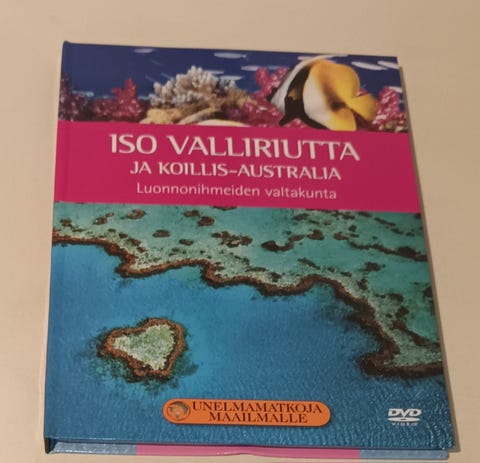 ISO VALLIRIUTTA
JA KOILLIS-AUSTRALIA
Luonnonihmeiden valtakunta
UNELMAMATKOJA
MAAILMALLE
DVD
VIDEO